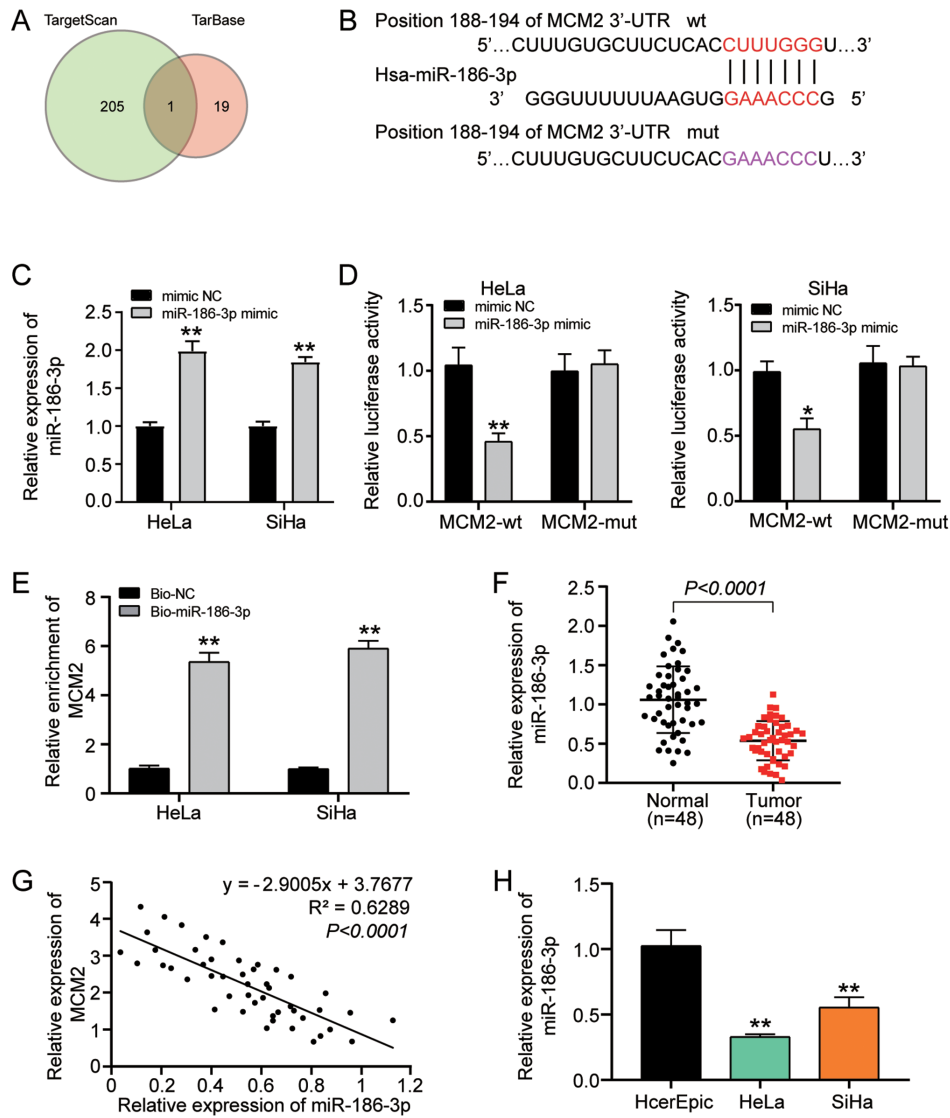 A
TargetScan
TarBase
205
1
19
B
Position 188-194 of MCM2 3'-UTR wt
5'...CUUUGUGCUUCUCACCUUUGGGU...3'
Hsa-miR-186-3p
3' GGGUUUUUUAAGUGGAAACCCG 5'
Position 188-194 of MCM2 3'-UTR mut
5'...CUUUGUGCUUCUCACGAAACCCU...3'
C
mimic NC
miR-186-3p mimic
Relative expression of
miR-186-3p
2.5
2.0
1.5
1.0
0.5
0.0
**
**
HeLa
SiHa
D
HeLa
mimic NC
miR-186-3p mimic
Relative luciferase activity
1.5
1.0
0.5
0.0
**
MCM2-wt
MCM2-mut
SiHa
mimic NC
miR-186-3p mimic
Relative luciferase activity
1.5
1.0
0.5
0.0
*
MCM2-wt
MCM2-mut
E
Bio-NC
Bio-miR-186-3p
Relative enrichment of
MCM2
8
6
4
2
0
**
**
HeLa
SiHa
F
P<0.0001
Relative expression of
miR-186-3p
2.5
2.0
1.5
1.0
0.5
0.0
Normal
(n=48)
Tumor
(n=48)
G
y = -2.9005x + 3.7677
R² = 0.6289
P<0.0001
Relative expression of
MCM2
5
4
3
2
1
0
0
0.2
0.4
0.6
0.8
1
1.2
Relative expression of miR-186-3p
H
Relative expression of
miR-186-3p
1.5
1.0
0.5
0.0
**
**
HcerEpic
HeLa
SiHa